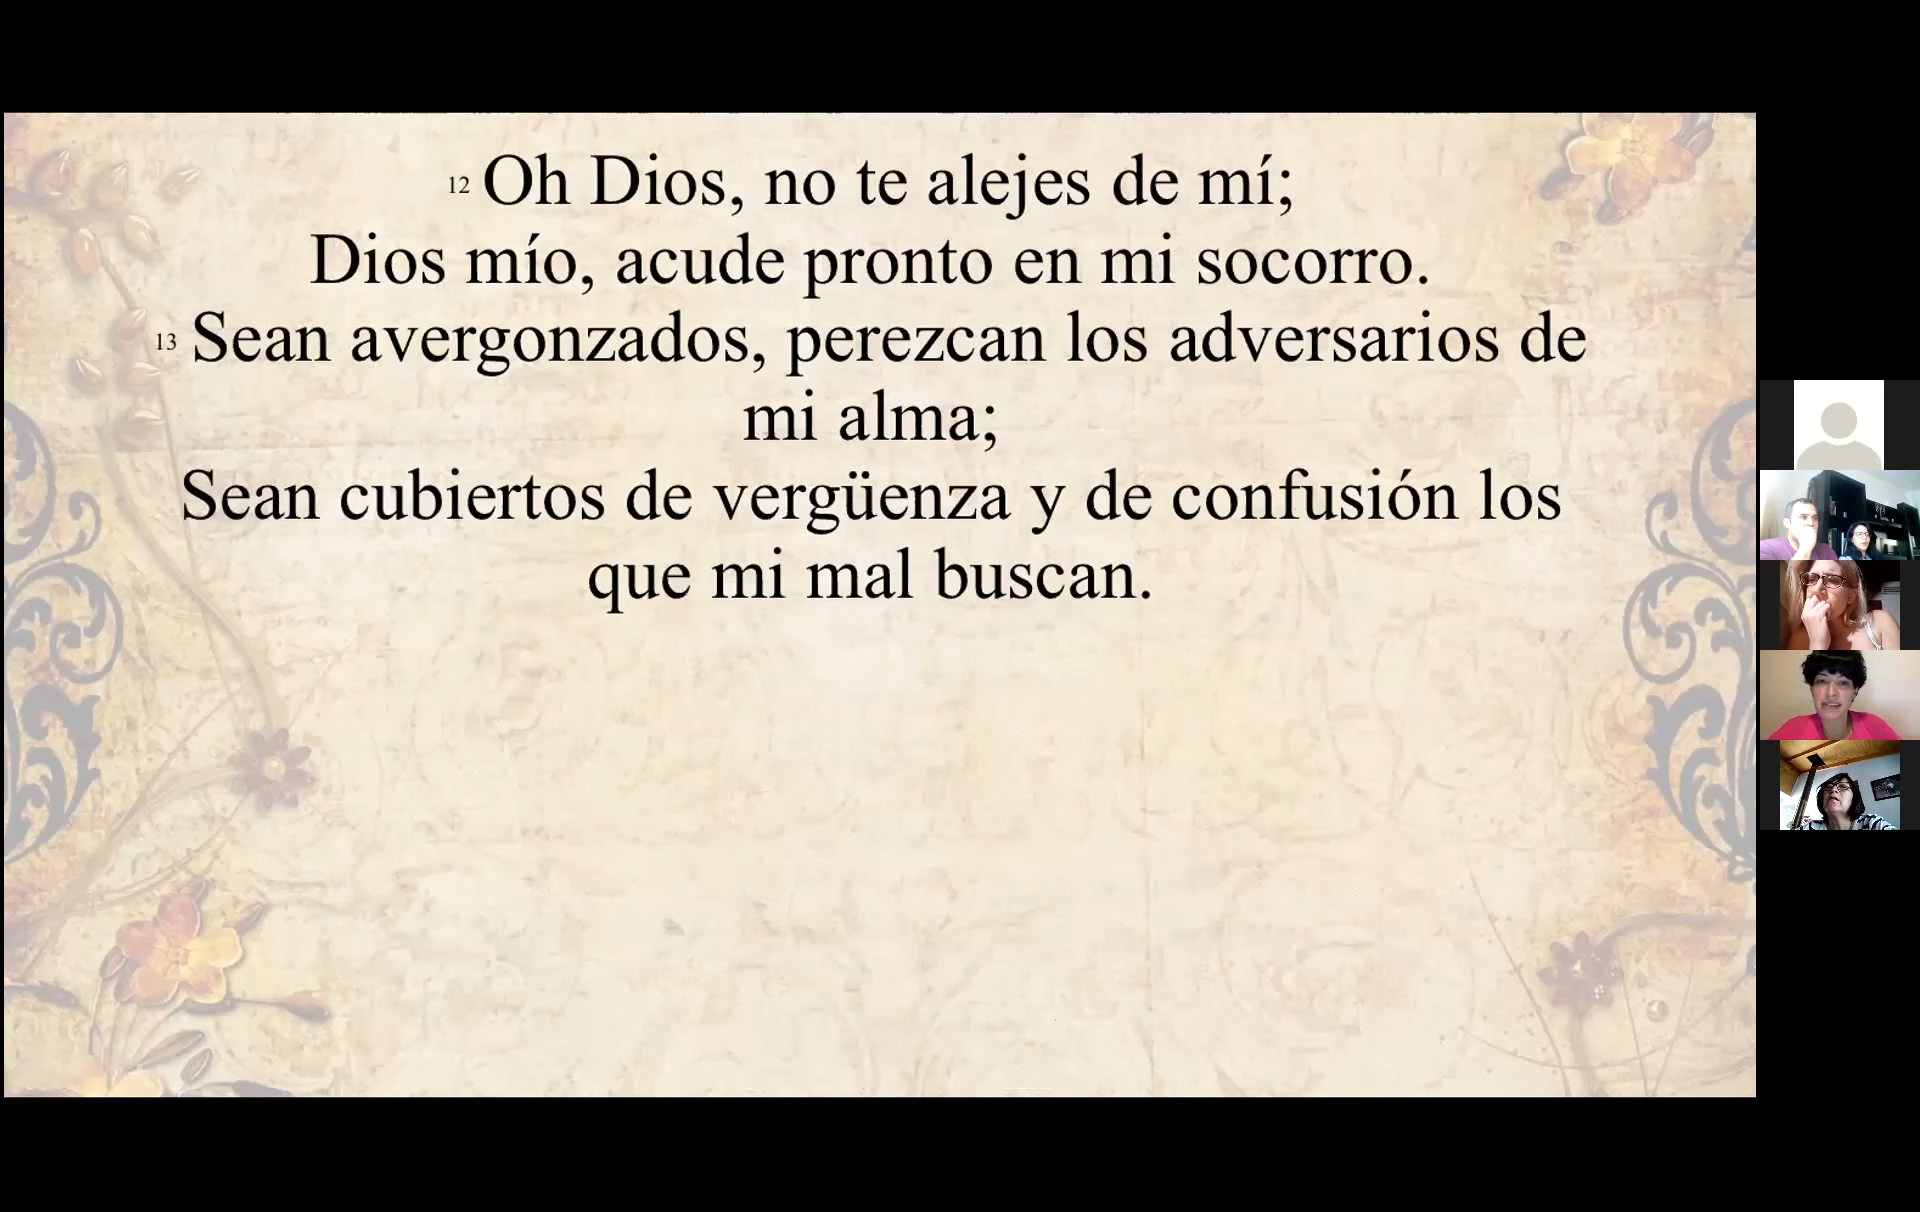 12 Oh Dios, no te alejes de mí;
Dios mío, acude pronto en mi socorro.
13 Sean avergonzados, perezcan los adversarios de
mi alma;
Sean cubiertos de vergüenza y de confusión los
que mi mal buscan.